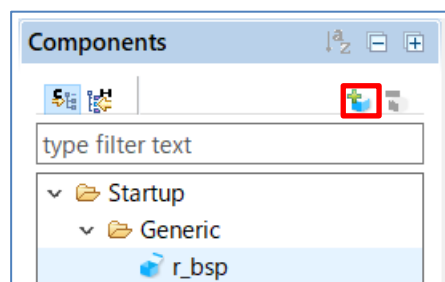 Components
type filter text
Startup
Generic
r_bsp